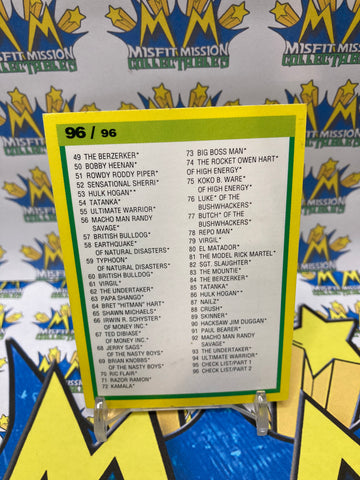 MISFIT MISSION
COLLECTABLES
MISFIT MISSION
COLLECTABLES
96 / 96
49 THE BERZERKER*
50 BOBBY HEENAN*
51 ROWDY RODDY PIPER*
52 SENSATIONAL SHERRI*
53 HUKK HOGAN**
54 TATANKA*
55 ULTIMATE WARRIOR*
56 MACHO MAN RANDY
SAVAGE*
57 BRITISH BULLDOG*
58 EARTHQUAKE*
OF NATURAL DISASTERS*
59 TYPHOON*
OF NATURAL DISASTERS*
60 BRITISH BULLDOG*
61 VIRGIL*
62 THE UNDERTAKER*
63 PAPA SHANGO*
64 BRET "HITMAN" HART*
65 SHAWN MICHAELS*
66 IRWIN R. SCHYSTER*
OF MONEY INC.*
67 TED DIBIASE*
OF MONEY INC.*
68 JERRY SAGS*
OF THE NASTY BOYS*
69 BRIAN KNOBBS*
OF THE NASTY BOYS*
70 RIC FLAIR*
71 RAZOR RAMON*
72 KAMALA*
73 BIG BOSS MAN*
74 THE ROCKET OWEN HART*
OF HIGH ENERGY*
75 KOKO B. WARE*
OF HIGH ENERGY*
76 LUKE* OF THE
BUSHWHACKERS*
77 BUTCH* OF THE
BUSHWHACKERS*
78 REPO MAN*
79 VIRGIL*
80 EL MATADOR*
81 THE MODEL RICK MARTEL*
82 SGT. SLAUGHTER*
83 THE MOUNTIE*
84 THE BERZERKER*
85 TATANKA*
86 HULK HOGAN**
87 NAILZ*
88 CRUSH*
89 SKINNER*
90 HACKSAW JIM DUGGAN*
91 PAUL BEARER*
92 MACHO MAN RANDY
SAVAGE*
93 THE UNDERTAKER*
94 ULTIMATE WARRIOR*
95 CHECK LIST/PART 1
96 CHECK LIST/PART 2